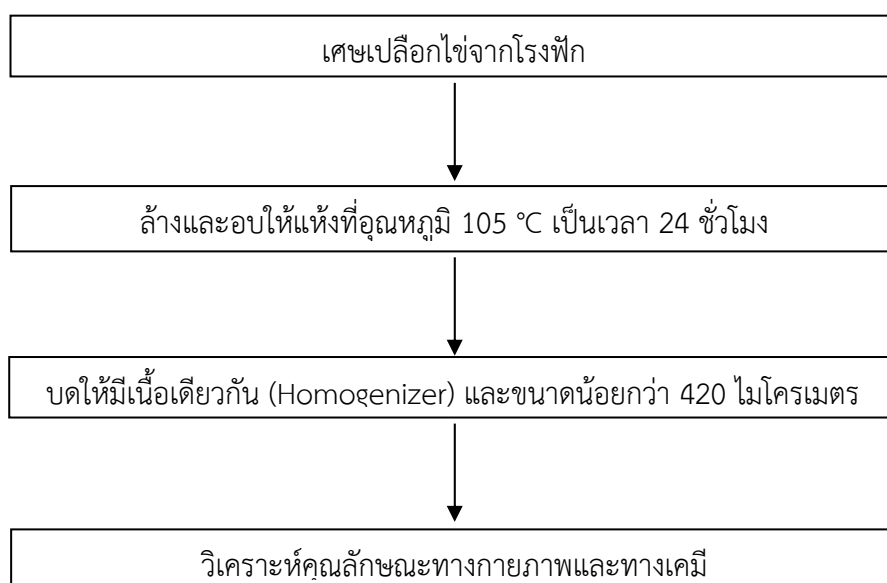 เศษเปลือกไข่จากโรงฟัก
ล้างและอบให้แห้งที่อุณหภูมิ 105 °C เป็นเวลา 24 ชั่วโมง
บดให้มีเนื้อเดียวกัน (Homogenizer) และขนาดน้อยกว่า 420 ไมโครเมตร
วิเคราะห์คุณลักษณะทางกายภาพและทางเคมี